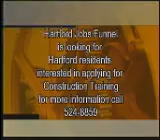 Hartford Jobs Funnel
is looking for
Hartford residents
interested in applying for
Construction Training
for more information call
524-8859